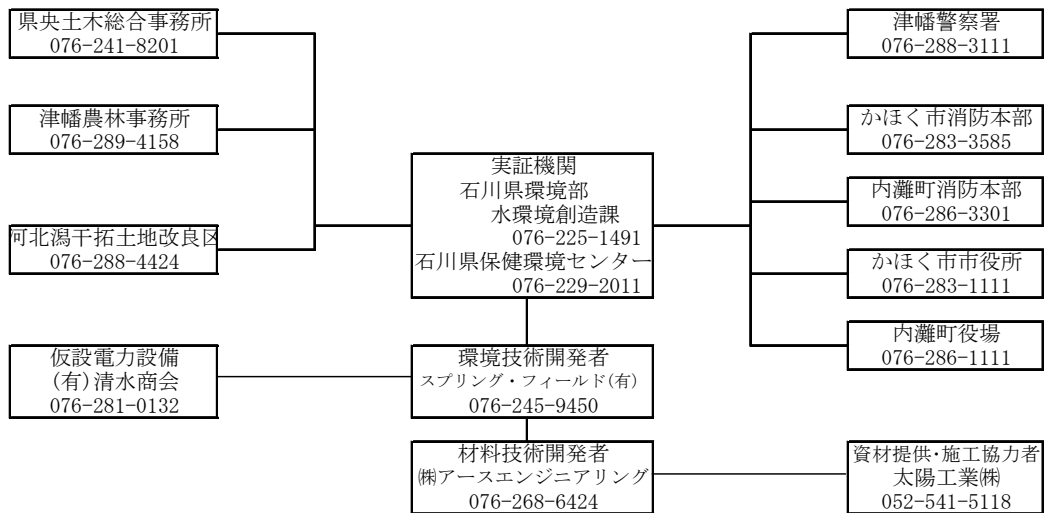 県央土木総合事務所
076-241-8201
津幡農林事務所
076-289-4158
河北潟干拓土地改良区
076-288-4424
実証機関
石川県環境部
水環境創造課
076-225-1491
石川県保健環境センター
076-229-2011
津幡警察署
076-288-3111
かほく市消防本部
076-283-3585
内灘町消防本部
076-286-3301
かほく市市役所
076-283-1111
内灘町役場
076-286-1111
仮設電力設備
(有)清水商会
076-281-0132
環境技術開発者
スプリング・フィールド(有)
076-245-9450
材料技術開発者
㈱アースエンジニアリング
076-268-6424
資材提供・施工協力者
太陽工業㈱
052-541-5118